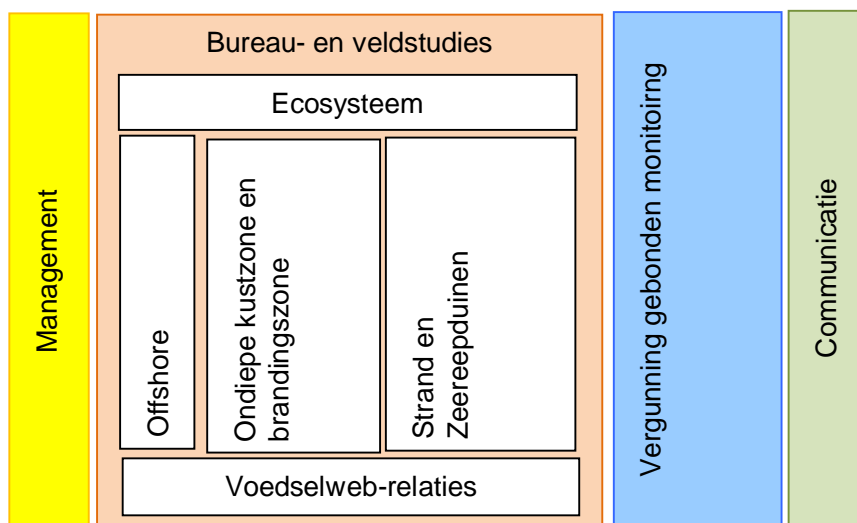 Management
Bureau- en veldstudies
Ecosysteem
Offshore
Ondiepe kustzone en
brandingszone
Strand en
Zeereepduinen
Voedselweb-relaties
Vergunning gebonden monitoirng
Communicatie